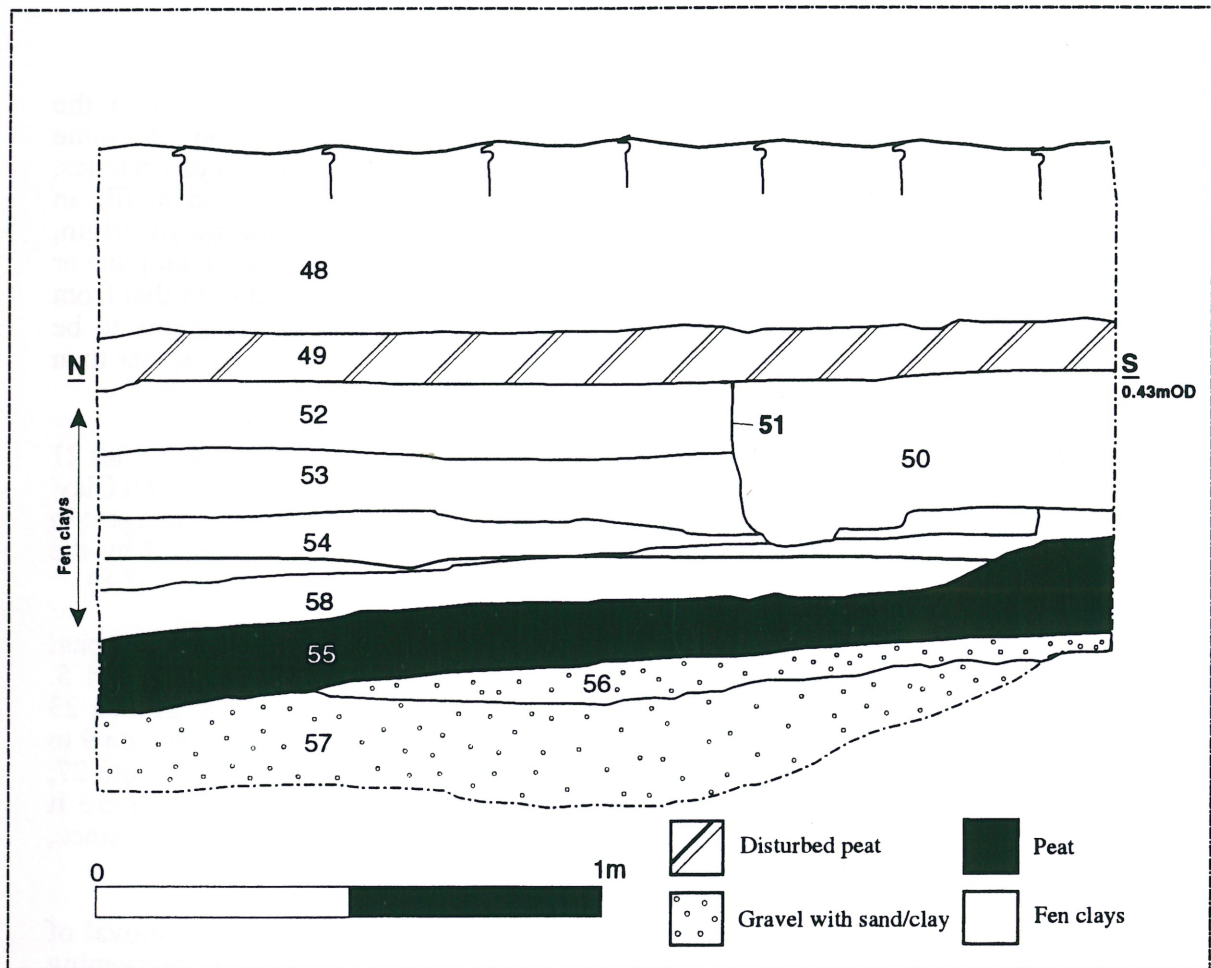 48
49
N
S
0.43mOD
52
51
50
53
Fen clays
54
58
55
56
57
0
1m
Disturbed peat
Peat
Gravel with sand/clay
Fen clays